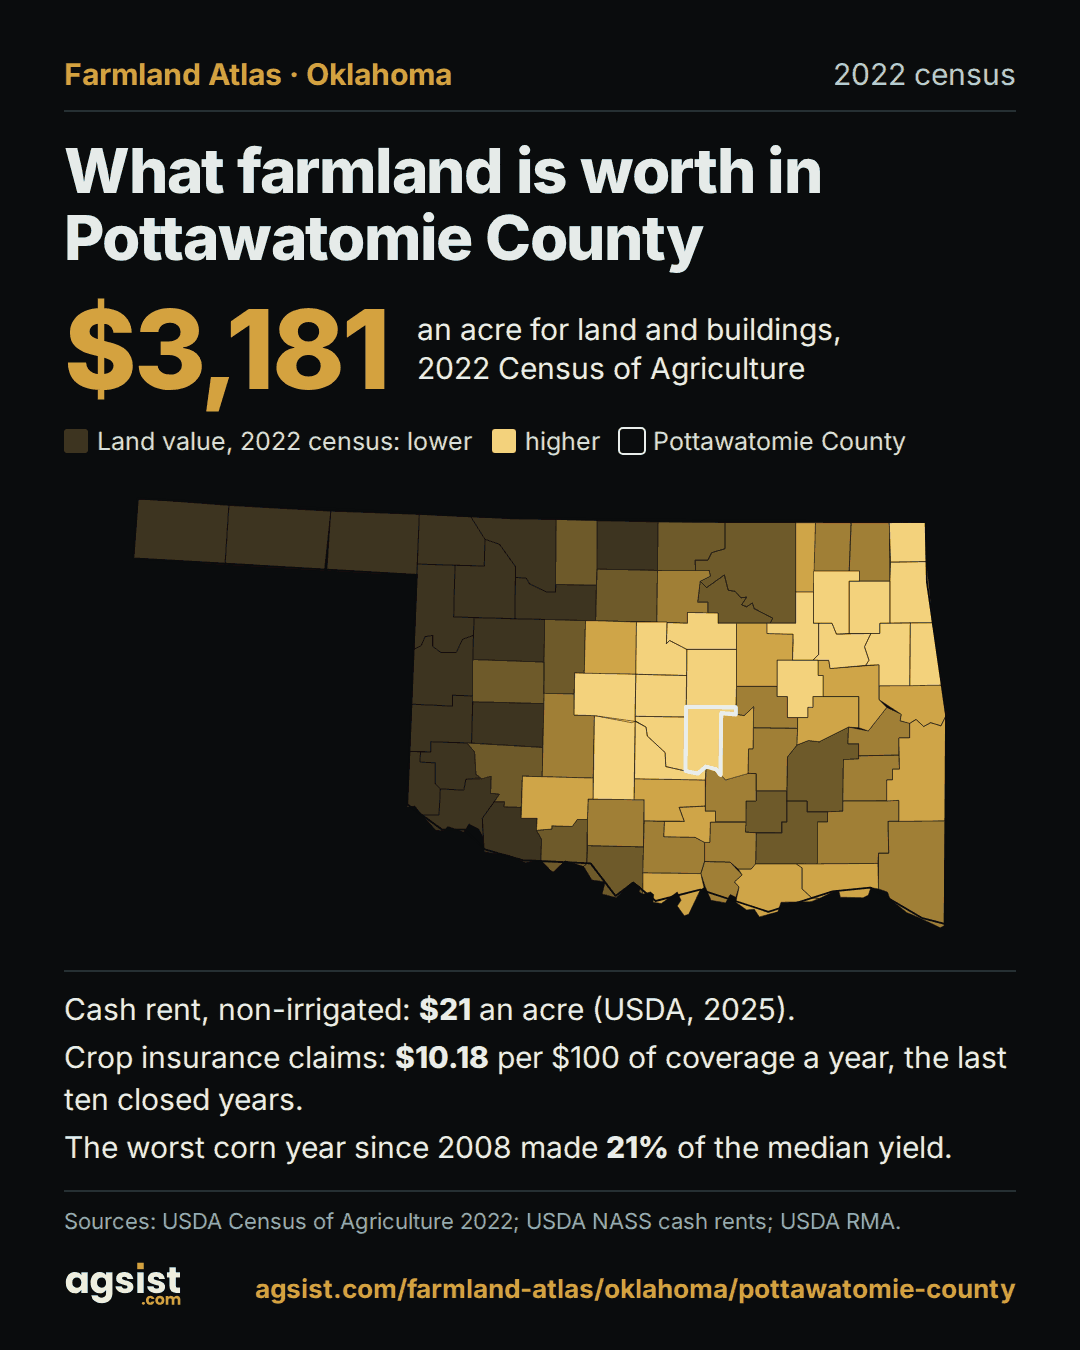 Farmland Atlas · Oklahoma
2022 census
What farmland is worth in
Pottawatomie County
$3,181
an acre for land and buildings,
2022 Census of Agriculture
Land value, 2022 census: lower
higher
Pottawatomie County
Cash rent, non-irrigated: $21 an acre (USDA, 2025).
Crop insurance claims: $10.18 per $100 of coverage a year, the last
ten closed years.
The worst corn year since 2008 made 21% of the median yield.
Sources: USDA Census of Agriculture 2022; USDA NASS cash rents; USDA RMA.
agsist
.com
agsist.com/farmland-atlas/oklahoma/pottawatomie-county